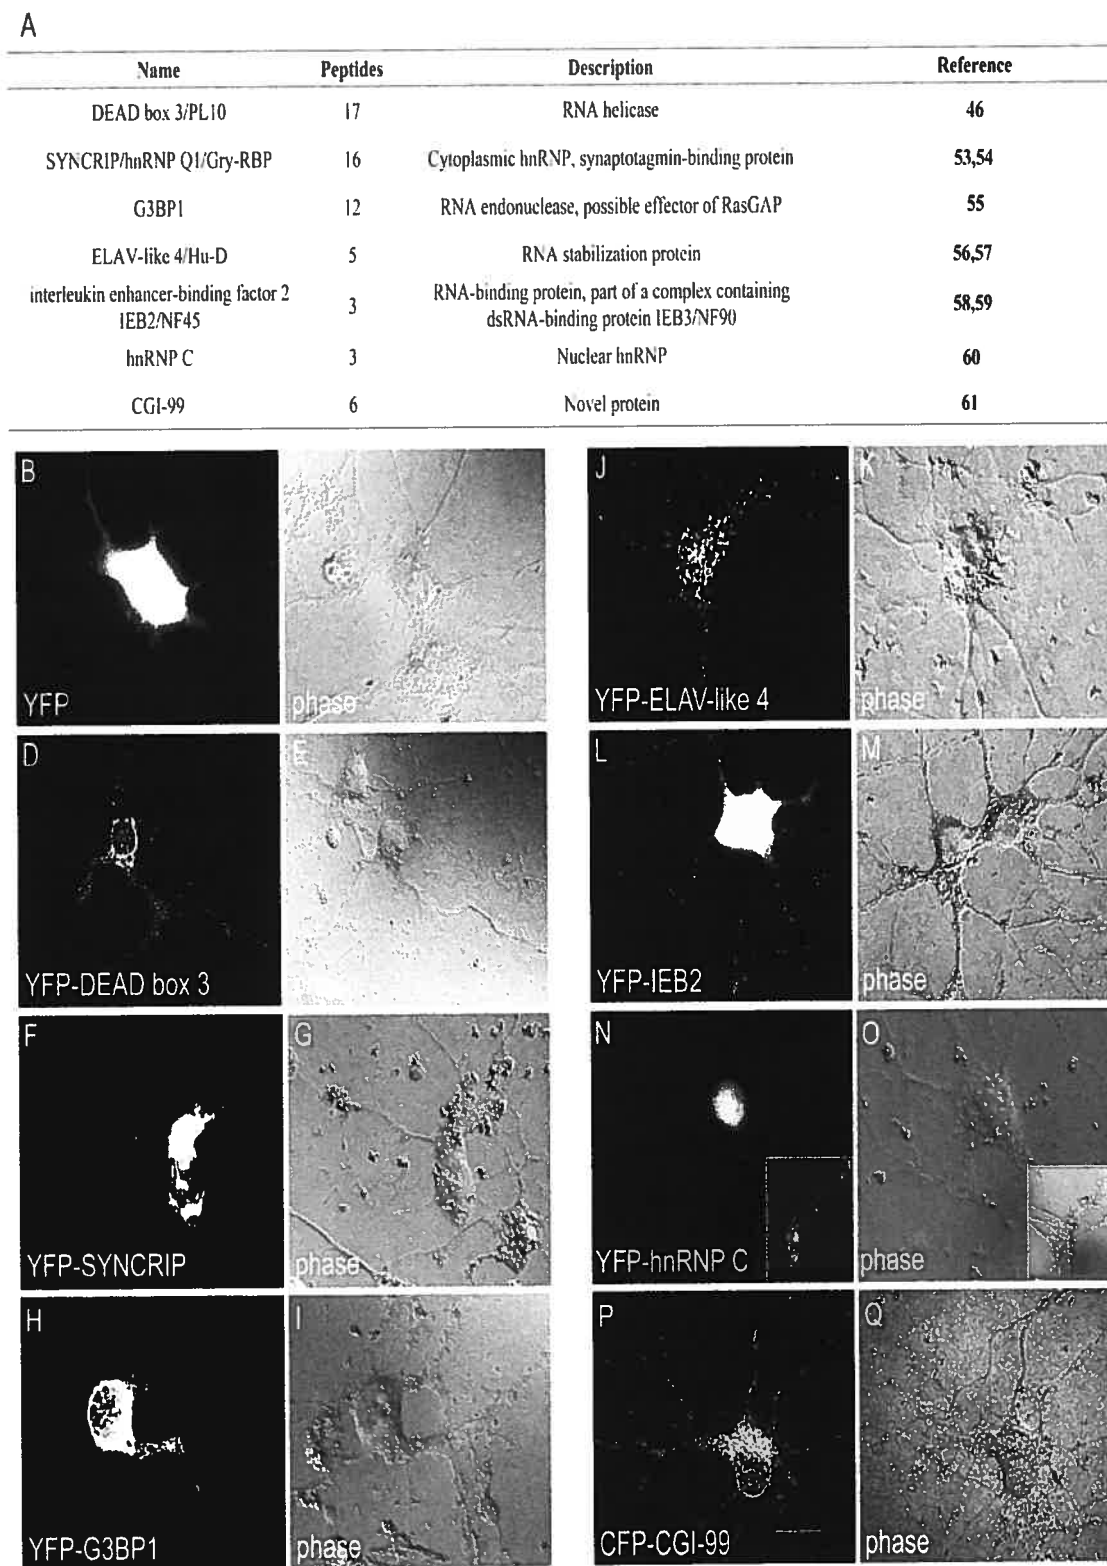 A
Name Peptides Description Reference
DEAD box 3/PL10 17 RNA helicase 46
SYNCRIP/hnRNP Q1/Gry-RBP 16 Cytoplasmic hnRNP, synaptotagmin-binding protein 53,54
G3BP1 12 RNA endonuclease, possible effector of RasGAP 55
ELAV-like 4/Hu-D 5 RNA stabilization protein 56,57
interleukin enhancer-binding factor 2
IEB2/NF45 3 RNA-binding protein, part of a complex containing
dsRNA-binding protein IEB3/NF90 58,59
hnRNP C 3 Nuclear hnRNP 60
CGI-99 6 Novel protein 61
B
YFP
phase
J
YFP-ELAV-like 4
K
phase
D
YFP-DEAD box 3
E
L
YFP-IEB2
M
phase
F
YFP-SYNCRIP
G
phase
N
YFP-hnRNP C
O
phase
H
YFP-G3BP1
I
phase
P
CFP-CGI-99
Q
phase